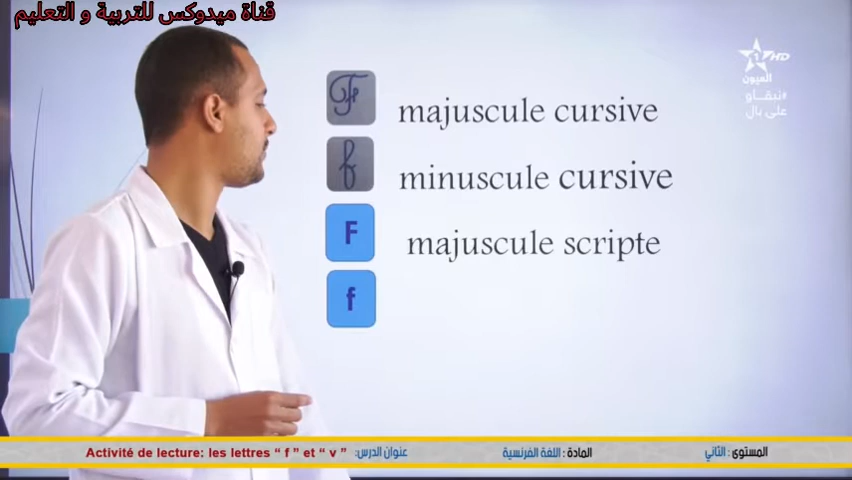 قناة ميدوكس للتربية و التعليم
HD
العيون
#نبقاو
على بال
F majuscule cursive
f minuscule cursive
F majuscule scripte
f
Activité de lecture: les lettres “ f ” et “ v ” عنوان الدرس: المادة : اللغة الفرنسية المستوى : الثاني